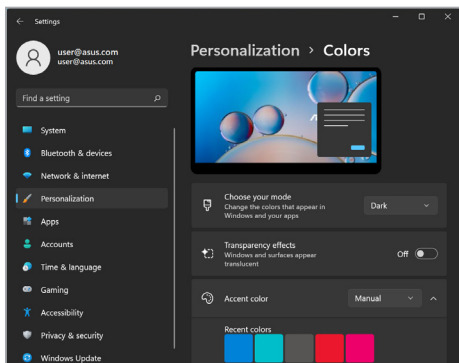 Settings
user@asus.com
user@asus.com
Find a setting
System
Bluetooth & devices
Network & internet
Personalization
Apps
Accounts
Time & language
Gaming
Accessibility
Privacy & security
Windows Update
Personalization > Colors
Choose your mode
Change the colors that appear in
Windows and your apps
Dark
Transparency effects
Windows and surfaces appear
translucent
Off
Accent color
Manual
Recent colors